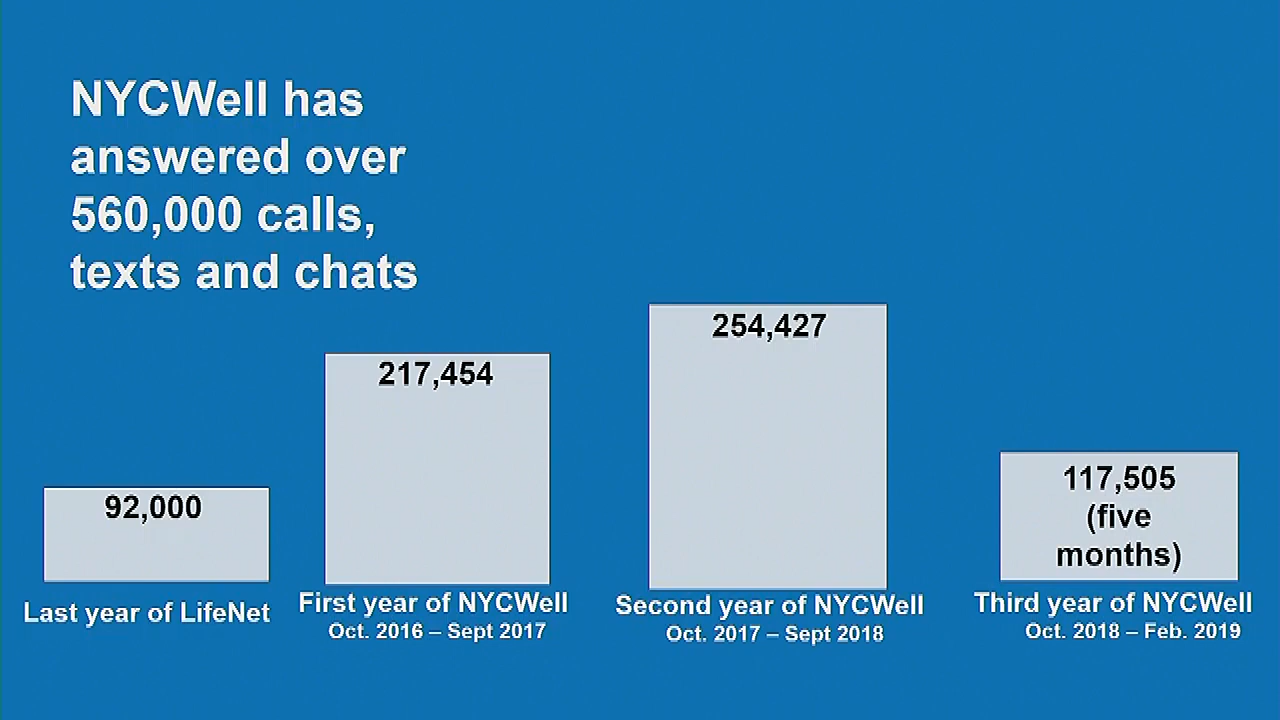 NYCWell has
answered over
560,000 calls,
texts and chats
254,427
217,454
117,505
(five
months)
92,000
Last year of LifeNet
First year of NYCWell
Oct. 2016 – Sept 2017
Second year of NYCWell
Oct. 2017 – Sept 2018
Third year of NYCWell
Oct. 2018 – Feb. 2019